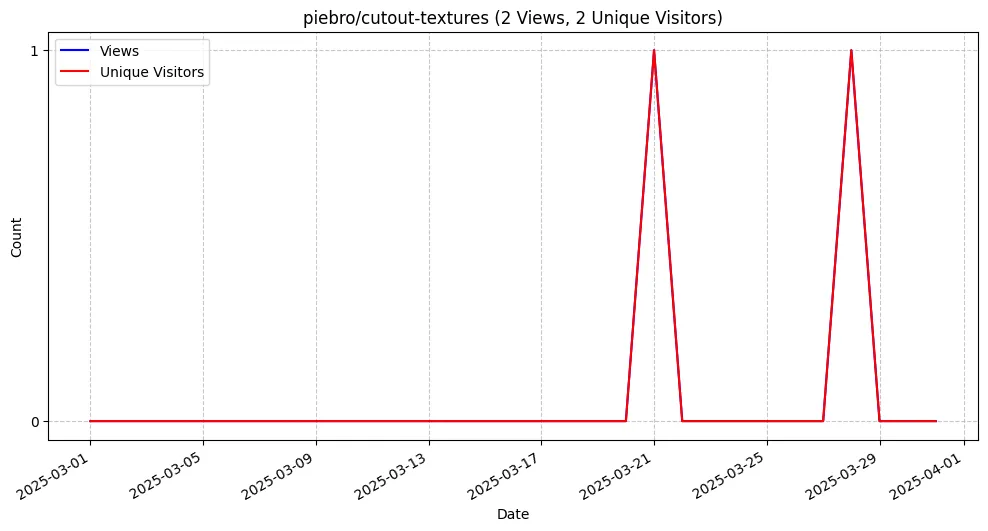 piebro/cutout-textures (2 Views, 2 Unique Visitors)
Views
Unique Visitors
1
0
Count
2025-03-01
2025-03-05
2025-03-09
2025-03-13
2025-03-17
2025-03-21
2025-03-25
2025-03-29
2025-04-01
Date